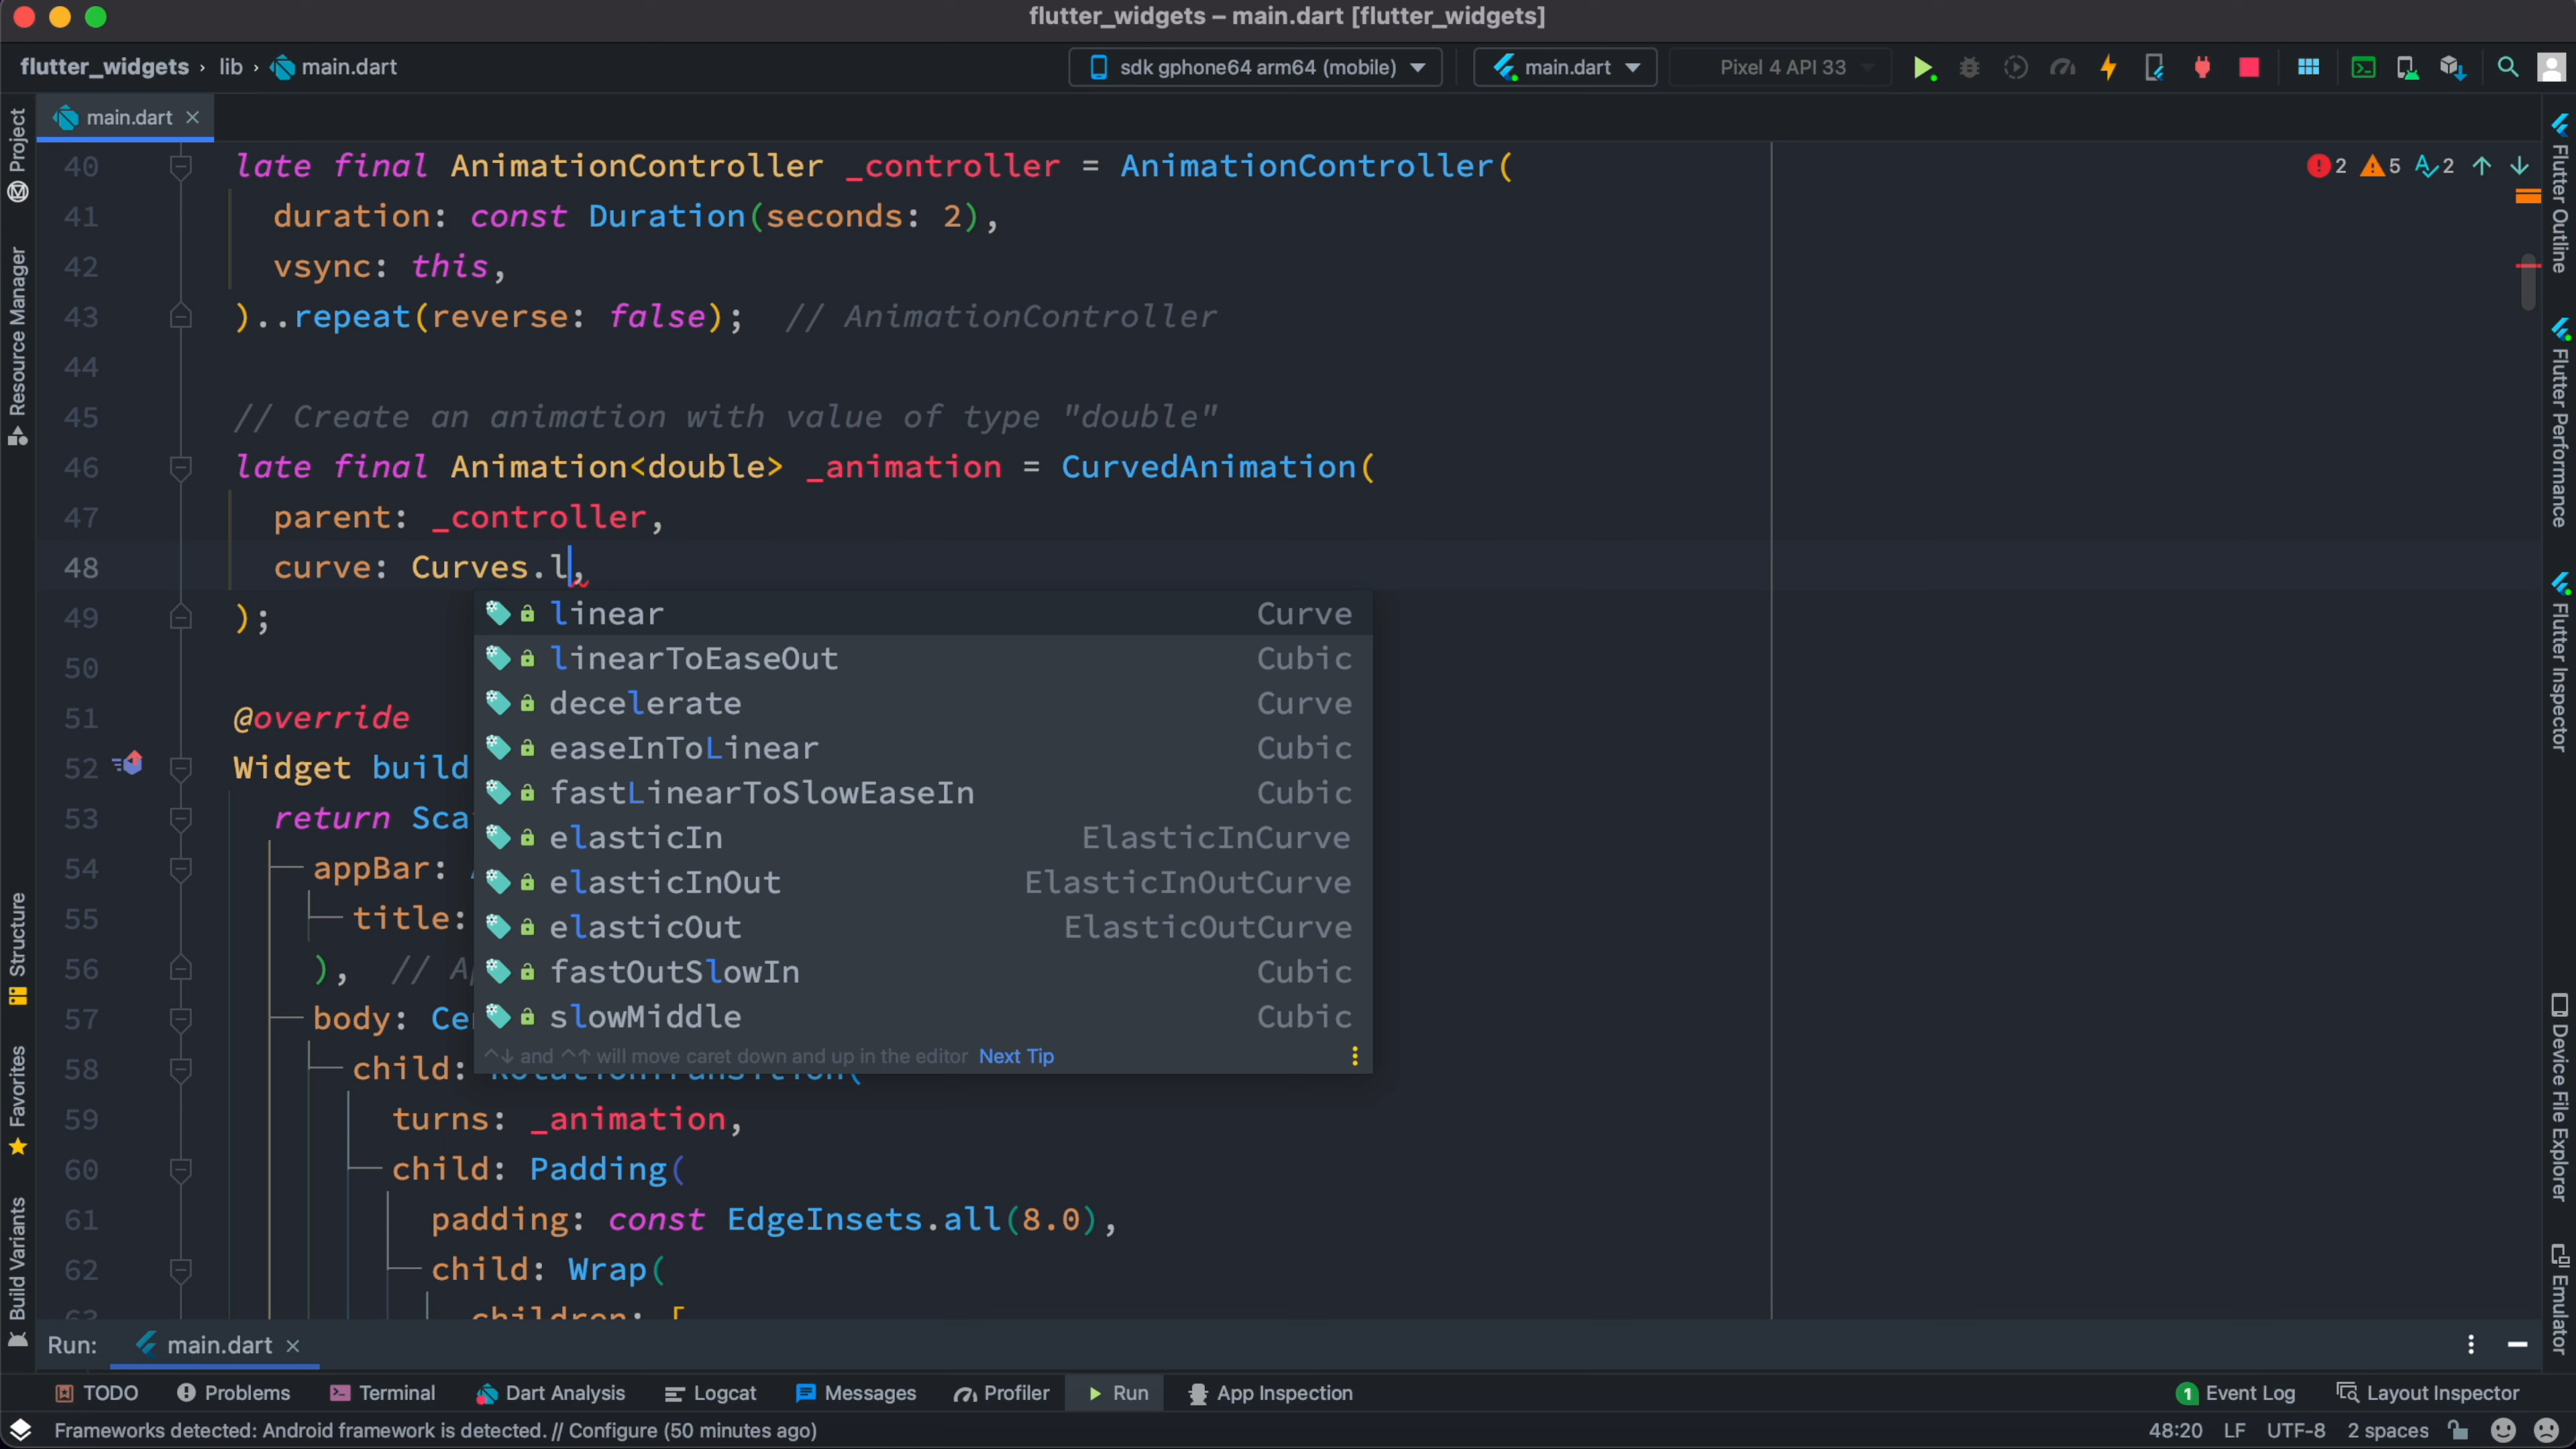 flutter_widgets – main.dart [flutter_widgets]
flutter_widgets › lib › main.dart
sdk gphone64 arm64 (mobile)
main.dart
Pixel 4 API 33
main.dart
2 5 2
40 late final AnimationController _controller = AnimationController(
41 duration: const Duration(seconds: 2),
42 vsync: this,
43 )..repeat(reverse: false); // AnimationController
44
45 // Create an animation with value of type "double"
46 late final Animation<double> _animation = CurvedAnimation(
47 parent: _controller,
48 curve: Curves.l,
49 );
50
51 @override
52 Widget build
53 return Sca
54 appBar:
55 title:
56 ), // A
57 body: Ce
58 child: RotationTransition(
59 turns: _animation,
60 child: Padding(
61 padding: const EdgeInsets.all(8.0),
62 child: Wrap(
63 children: [
linear Curve
linearToEaseOut Cubic
decelerate Curve
easeInToLinear Cubic
fastLinearToSlowEaseIn Cubic
elasticIn ElasticInCurve
elasticInOut ElasticInOutCurve
elasticOut ElasticOutCurve
fastOutSlowIn Cubic
slowMiddle Cubic
^↓ and ^↑ will move caret down and up in the editor Next Tip
Project
Resource Manager
Structure
Favorites
Build Variants
Flutter Outline
Flutter Performance
Flutter Inspector
Device File Explorer
Emulator
Run: main.dart
TODO Problems Terminal Dart Analysis Logcat Messages Profiler Run App Inspection
1 Event Log Layout Inspector
Frameworks detected: Android framework is detected. // Configure (50 minutes ago)
48:20 LF UTF-8 2 spaces